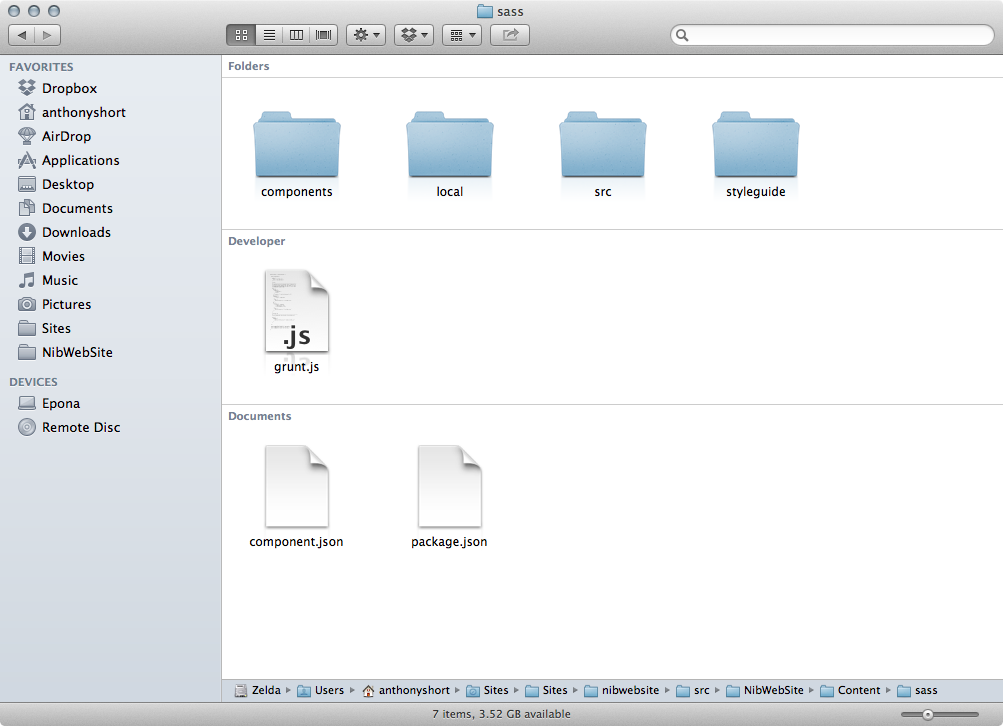 sass
FAVORITES
Dropbox
anthonyshort
AirDrop
Applications
Desktop
Documents
Downloads
Movies
Music
Pictures
Sites
NibWebSite
DEVICES
Epona
Remote Disc
Folders
components local src styleguide
Developer
.js
grunt.js
Documents
component.json package.json
Zelda Users anthonyshort Sites Sites nibwebsite src NibWebSite Content sass
7 items, 3.52 GB available